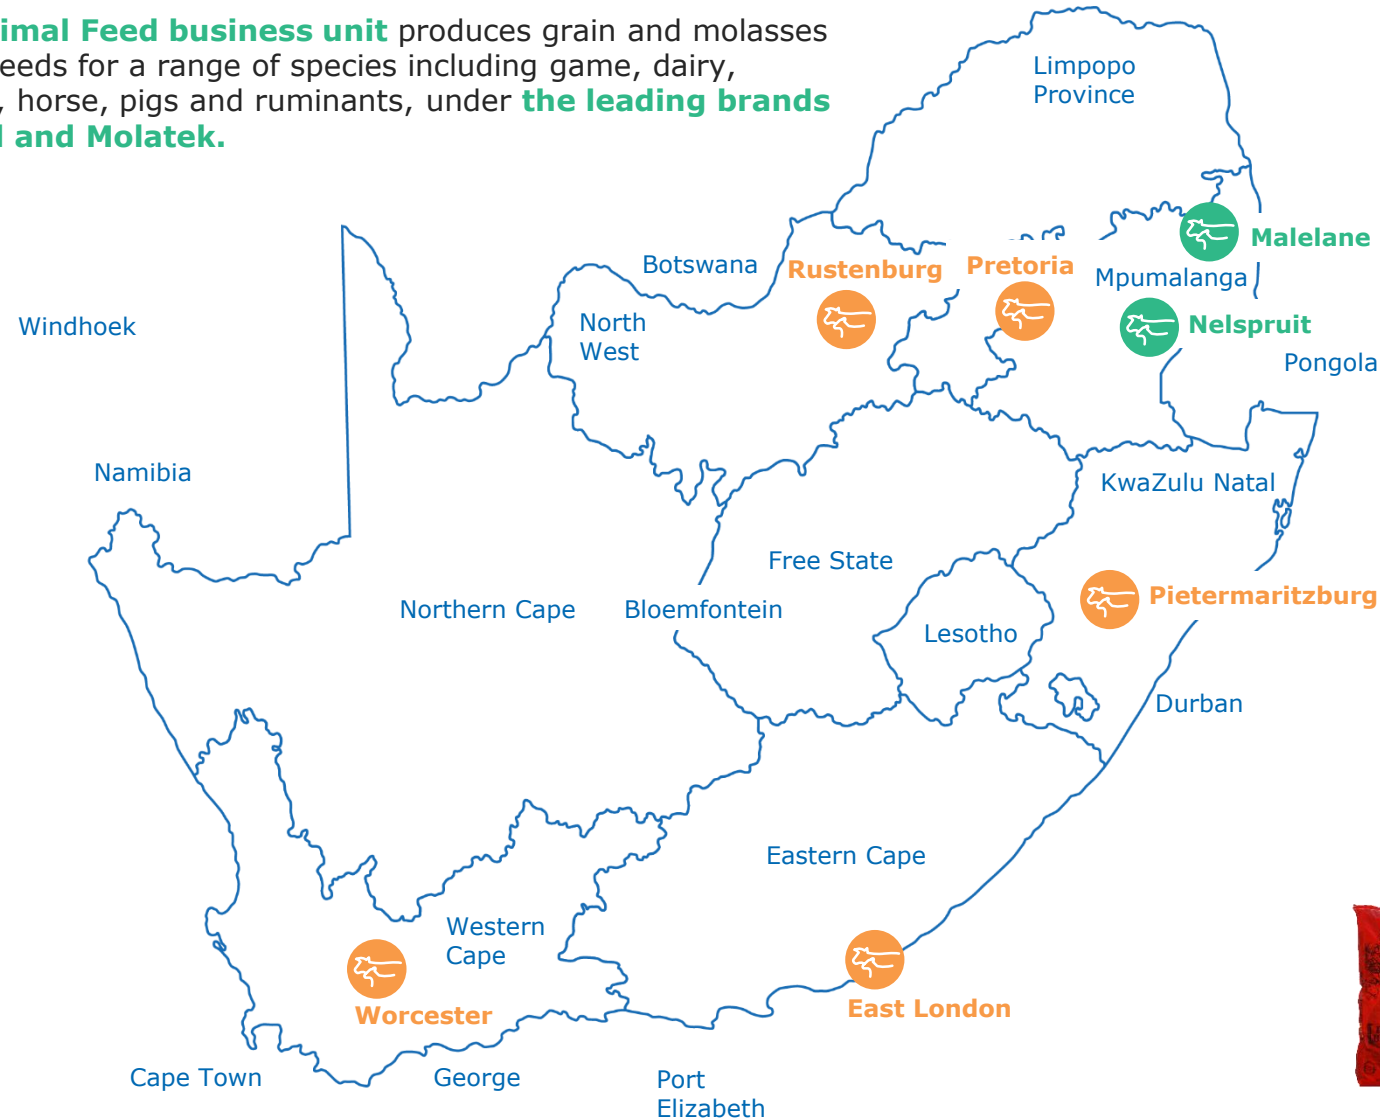 imal Feed business unit produces grain and molasses
eeds for a range of species including game, dairy,
, horse, pigs and ruminants, under the leading brands
and Molatek.
Limpopo
Province
Malelane
Botswana
Rustenburg
Pretoria
Mpumalanga
Windhoek
North
West
Nelspruit
Pongola
Namibia
KwaZulu Natal
Free State
Northern Cape
Bloemfontein
Pietermaritzburg
Lesotho
Durban
Eastern Cape
Western
Cape
Worcester
East London
Cape Town
George
Port
Elizabeth